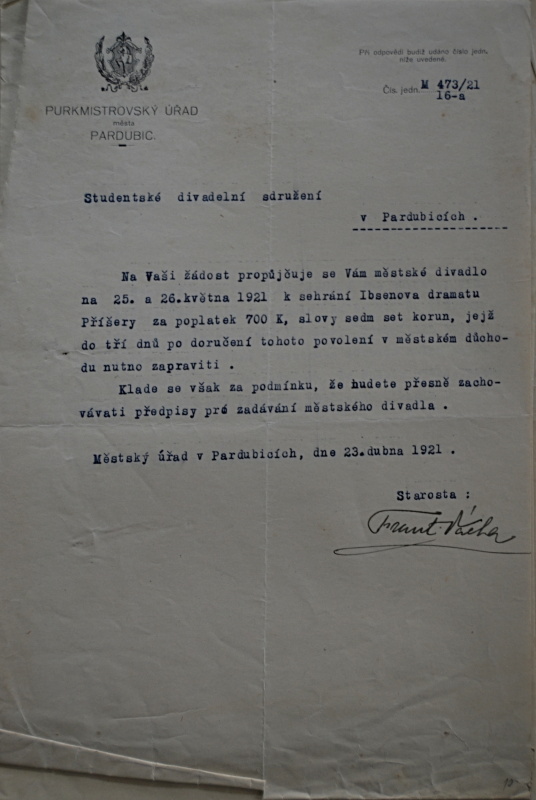 Při odpovědi budiž udáno číslo jedn.
níže uvedené.
Čís. jedn. M 473/21
16-a
PURKMISTROVSKÝ ÚŘAD
města
PARDUBIC.
Studentské divadelní sdružení
v Pardubicích .
Na Vaši žádost propůjčuje se Vám městské divadlo
na 25. a 26.května 1921 k sehrání Ibsenova dramatu
Příšery za poplatek 700 K, slovy sedm set korun, jejž
do tří dnů po doručení tohoto povolení v městském důcho-
du nutno zapraviti .
Klade se však za podmínku, že budete přesně zacho-
vávati předpisy pro zadávání městského divadla .
Městský úřad v Pardubicích, dne 23.dubna 1921 .
Starosta :
Frant.